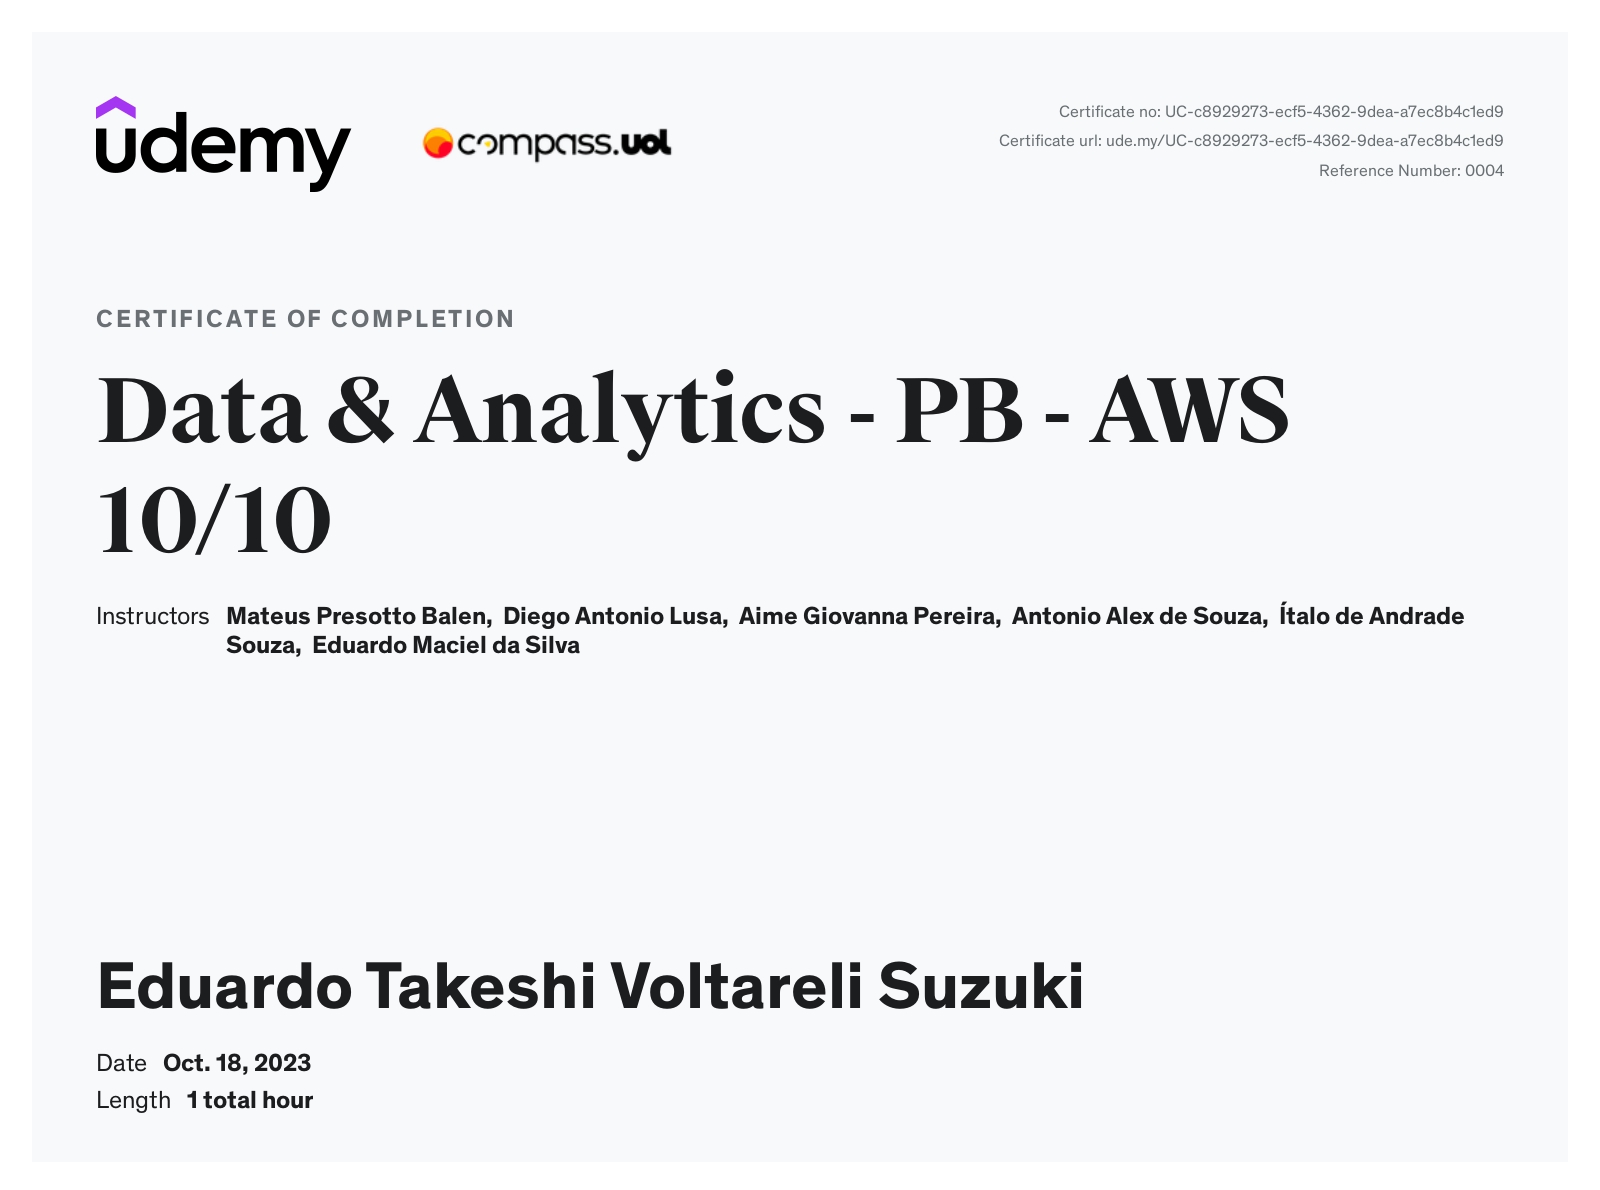 udemy
compass.uol
Certificate no: UC-c8929273-ecf5-4362-9dea-a7ec8b4c1ed9
Certificate url: ude.my/UC-c8929273-ecf5-4362-9dea-a7ec8b4c1ed9
Reference Number: 0004
CERTIFICATE OF COMPLETION
Data & Analytics - PB - AWS
10/10
Instructors Mateus Presotto Balen, Diego Antonio Lusa, Aime Giovanna Pereira, Antonio Alex de Souza, Ítalo de Andrade
Souza, Eduardo Maciel da Silva
Eduardo Takeshi Voltareli Suzuki
Date Oct. 18, 2023
Length 1 total hour